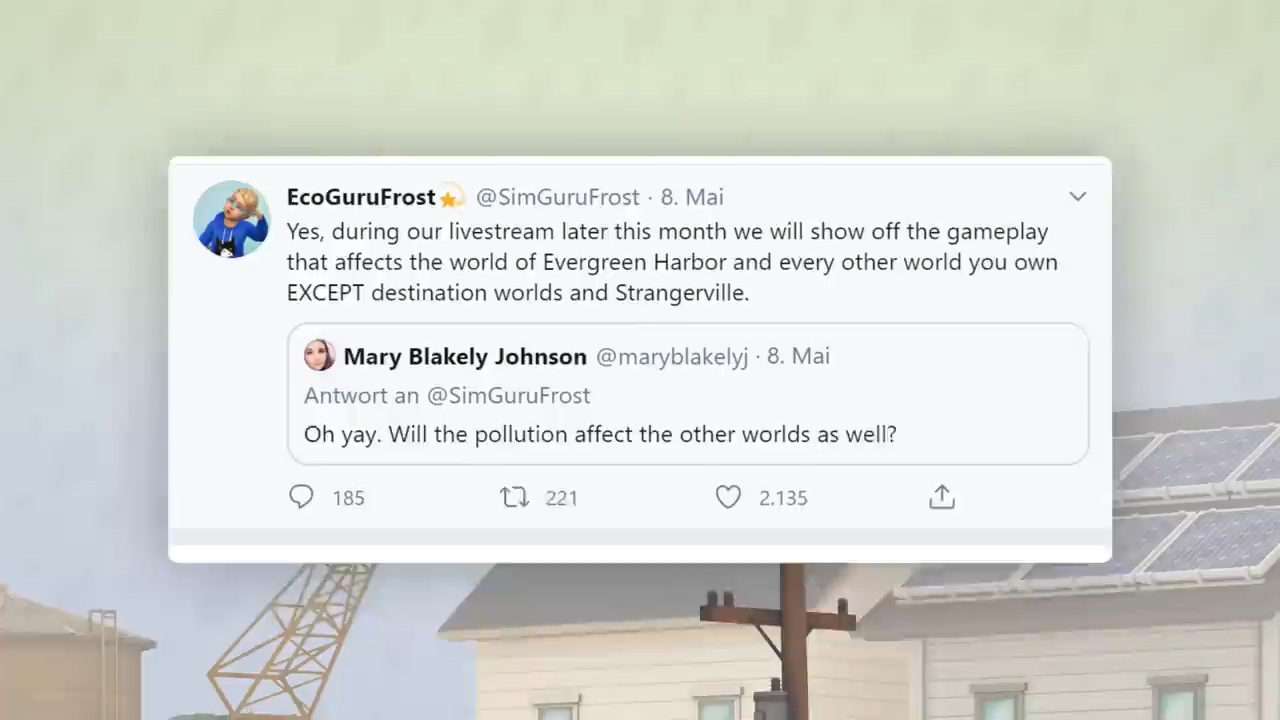 EcoGuruFrost💫 @SimGuruFrost · 8. Mai
Yes, during our livestream later this month we will show off the gameplay
that affects the world of Evergreen Harbor and every other world you own
EXCEPT destination worlds and Strangerville.
Mary Blakely Johnson @maryblakelyj · 8. Mai
Antwort an @SimGuruFrost
Oh yay. Will the pollution affect the other worlds as well?
185 221 2.135